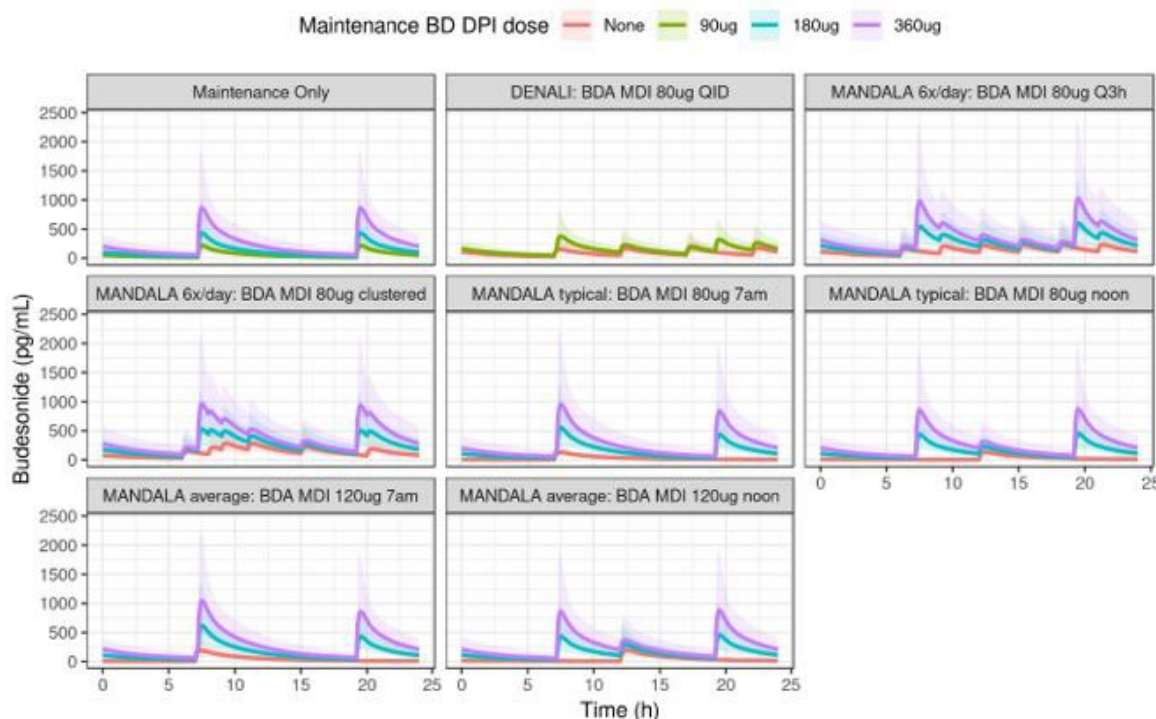 Maintenance BD DPI dose None 90ug 180ug 360ug
Maintenance Only DENALI: BDA MDI 80ug QID MANDALA 6x/day: BDA MDI 80ug Q3h
2500
2000
1500
1000
500
0
MANDALA 6x/day: BDA MDI 80ug clustered MANDALA typical: BDA MDI 80ug 7am MANDALA typical: BDA MDI 80ug noon
2500
2000
1500
1000
500
0
0 5 10 15 20 25
MANDALA average: BDA MDI 120ug 7am MANDALA average: BDA MDI 120ug noon
2500
2000
1500
1000
500
0
0 5 10 15 20 25 0 5 10 15 20 25
Budesonide (pg/mL)
Time (h)